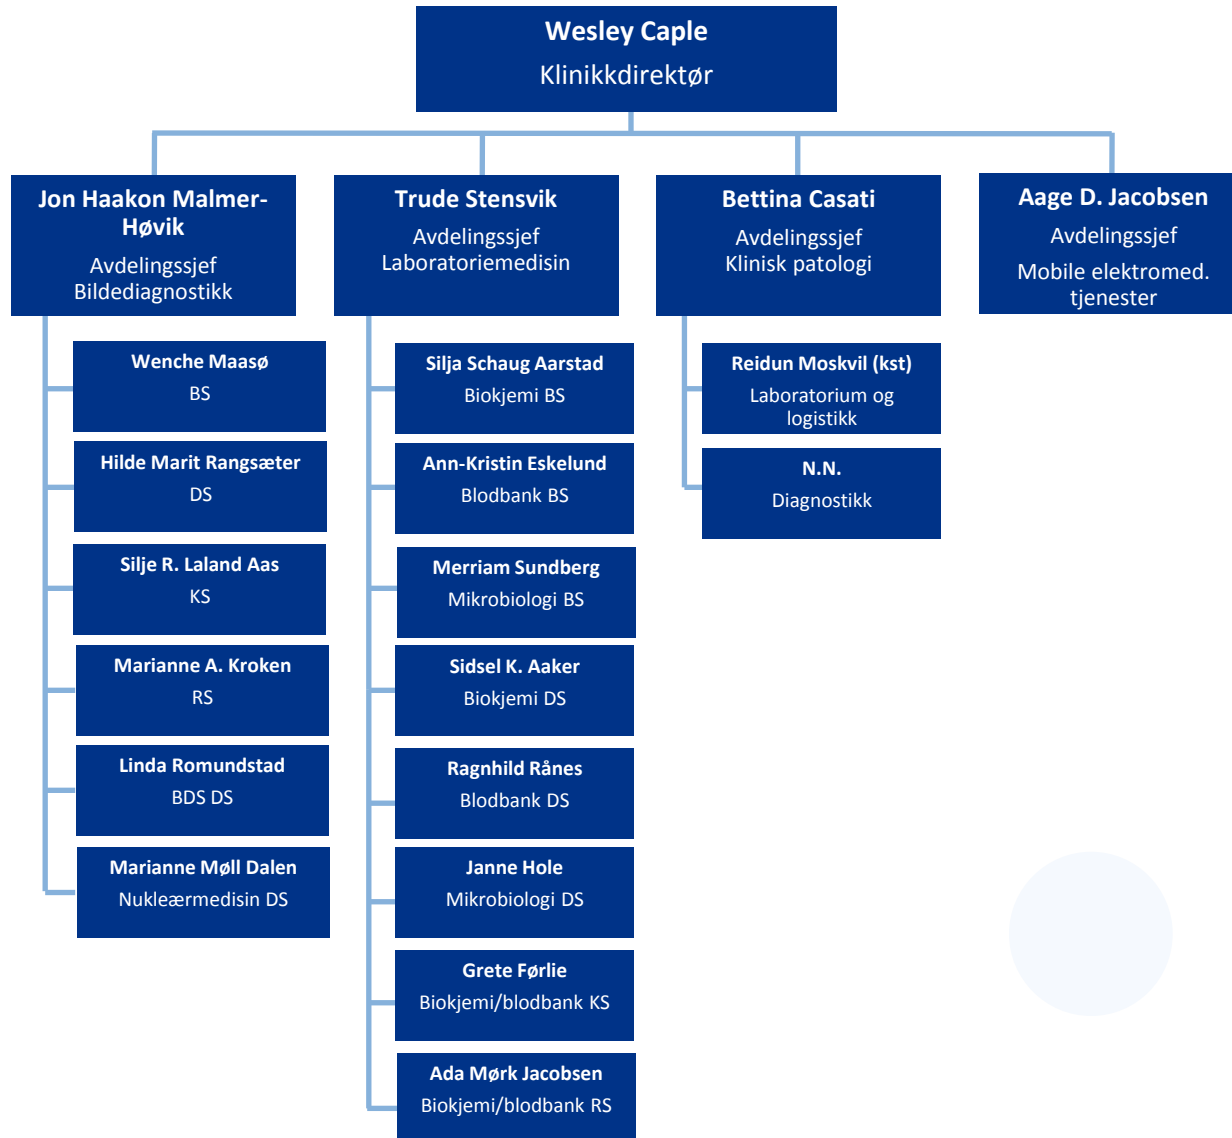 Wesley Caple
Klinikkdirektør
Jon Haakon Malmer-
Høvik
Avdelingssjef
Bildediagnostikk
Wenche Maasø
BS
Hilde Marit Rangsæter
DS
Silje R. Laland Aas
KS
Marianne A. Kroken
RS
Linda Romundstad
BDS DS
Marianne Møll Dalen
Nukleærmedisin DS
Trude Stensvik
Avdelingssjef
Laboratoriemedisin
Silja Schaug Aarstad
Biokjemi BS
Ann-Kristin Eskelund
Blodbank BS
Merriam Sundberg
Mikrobiologi BS
Sidsel K. Aaker
Biokjemi DS
Ragnhild Rånes
Blodbank DS
Janne Hole
Mikrobiologi DS
Grete Førlie
Biokjemi/blodbank KS
Ada Mørk Jacobsen
Biokjemi/blodbank RS
Bettina Casati
Avdelingssjef
Klinisk patologi
Reidun Moskvil (kst)
Laboratorium og
logistikk
N.N.
Diagnostikk
Aage D. Jacobsen
Avdelingssjef
Mobile elektromed.
tjenester